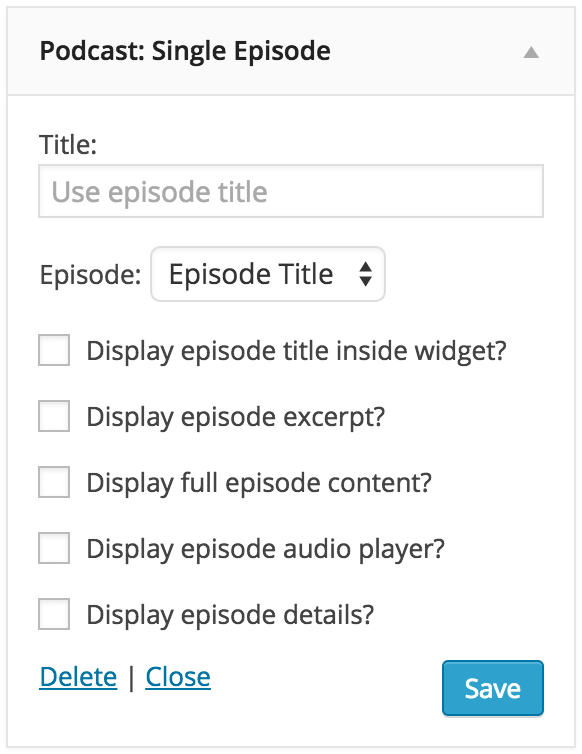 Podcast: Single Episode
Title:
Use episode title
Episode: Episode Title
Display episode title inside widget?
Display episode excerpt?
Display full episode content?
Display episode audio player?
Display episode details?
Delete | Close Save